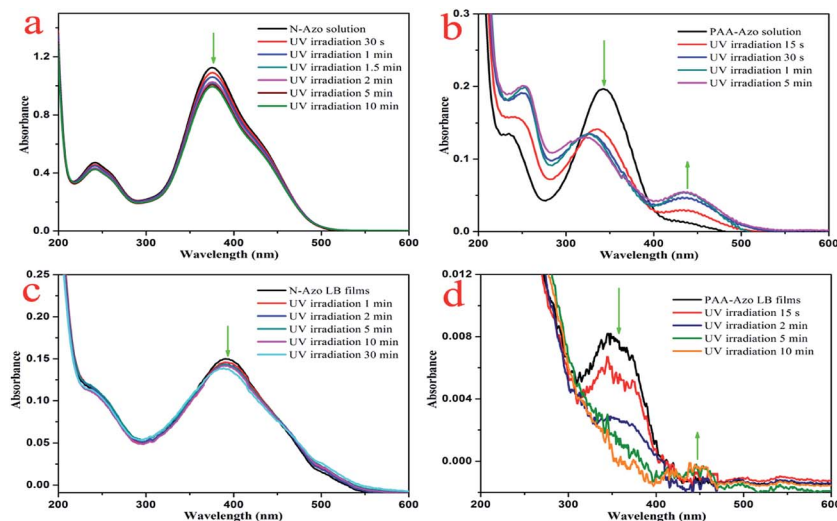 a
N-Azo solution
UV irradiation 30 s
UV irradiation 1 min
UV irradiation 1.5 min
UV irradiation 2 min
UV irradiation 5 min
UV irradiation 10 min
Absorbance
1.2
0.8
0.4
0.0
200 300 400 500 600
Wavelength (nm)
b
PAA-Azo solution
UV irradiation 15 s
UV irradiation 30 s
UV irradiation 1 min
UV irradiation 5 min
Absorbance
0.3
0.2
0.1
0.0
200 300 400 500 600
Wavelength (nm)
c
N-Azo LB films
UV irradiation 1 min
UV irradiation 2 min
UV irradiation 5 min
UV irradiation 10 min
UV irradiation 30 min
Absorbance
0.25
0.20
0.15
0.10
0.05
0.00
200 300 400 500 600
Wavelength (nm)
d
PAA-Azo LB films
UV irradiation 15 s
UV irradiation 2 min
UV irradiation 5 min
UV irradiation 10 min
Absorbance
0.012
0.008
0.004
0.000
200 300 400 500 600
Wavelength (nm)